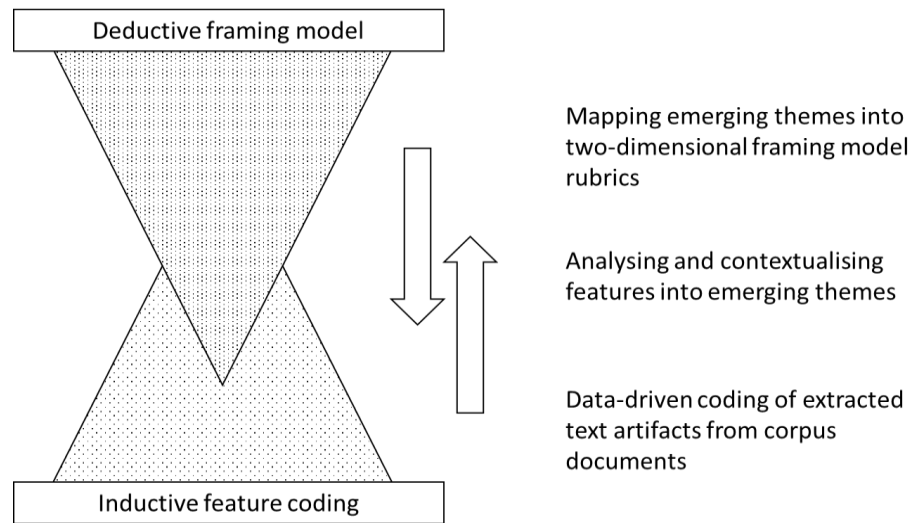 Deductive framing model
Mapping emerging themes into
two-dimensional framing model
rubrics
Analysing and contextualising
features into emerging themes
Data-driven coding of extracted
text artifacts from corpus
documents
Inductive feature coding